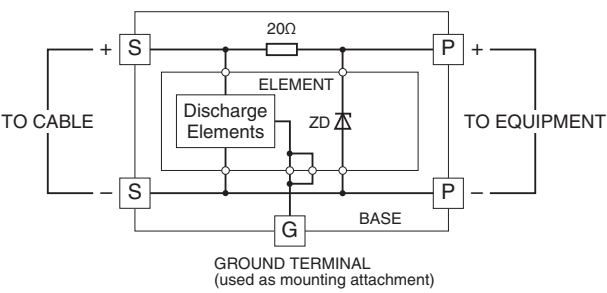 20Ω
+ S P +
ELEMENT
Discharge
Elements
ZD
TO CABLE
TO EQUIPMENT
– S P –
G
BASE
GROUND TERMINAL
(used as mounting attachment)